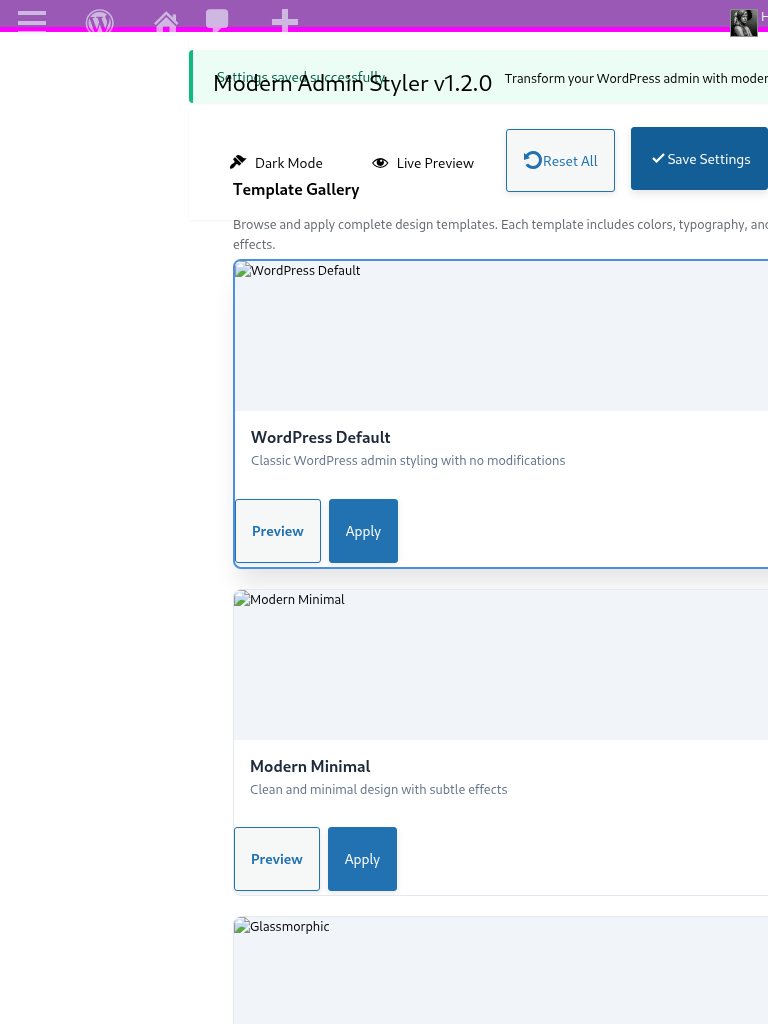 H
Settings saved successfully.
Modern Admin Styler v1.2.0
Transform your WordPress admin with moder
Dark Mode
Live Preview
Reset All
Save Settings
Template Gallery
Browse and apply complete design templates. Each template includes colors, typography, and
effects.
WordPress Default
WordPress Default
Classic WordPress admin styling with no modifications
Preview
Apply
Modern Minimal
Modern Minimal
Clean and minimal design with subtle effects
Preview
Apply
Glassmorphic